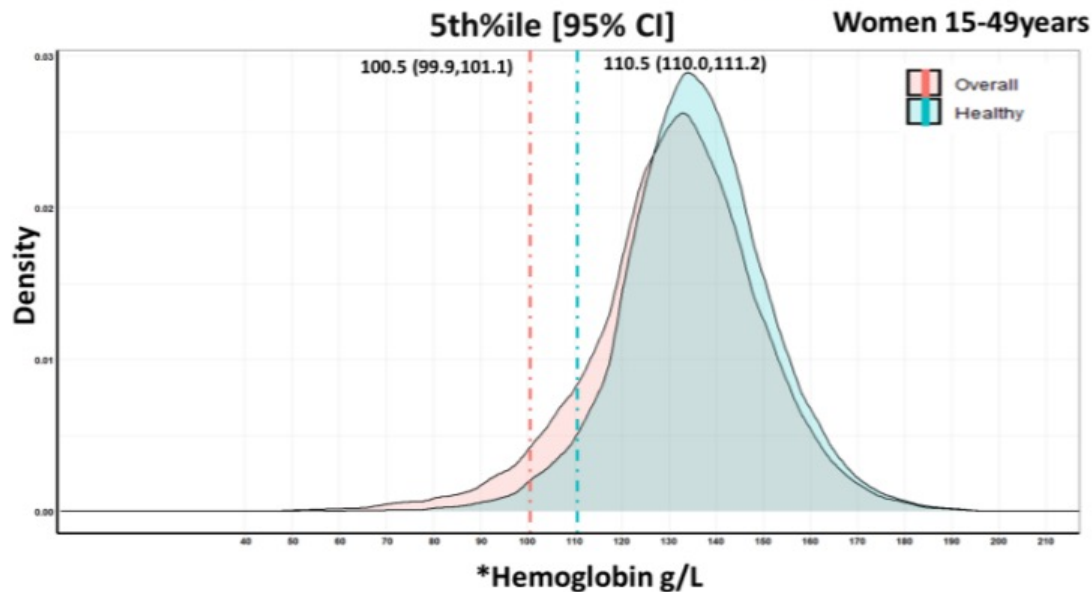 5th%ile [95% CI]
Women 15-49years
100.5 (99.9,101.1)
110.5 (110.0,111.2)
Overall
Healthy
0.03
0.02
0.01
0.00
Density
40 50 60 70 80 90 100 110 120 130 140 150 160 170 180 190 200 210
*Hemoglobin g/L